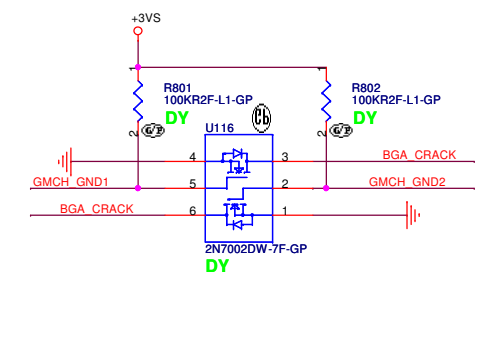 +3VS
1
1
R801
100KR2F-L1-GP
DY
R802
100KR2F-L1-GP
DY
2
G/P
2
G/P
U116
4
3
BGA_CRACK
GMCH_GND1
5
2
GMCH_GND2
BGA_CRACK
6
1
2N7002DW-7F-GP
DY